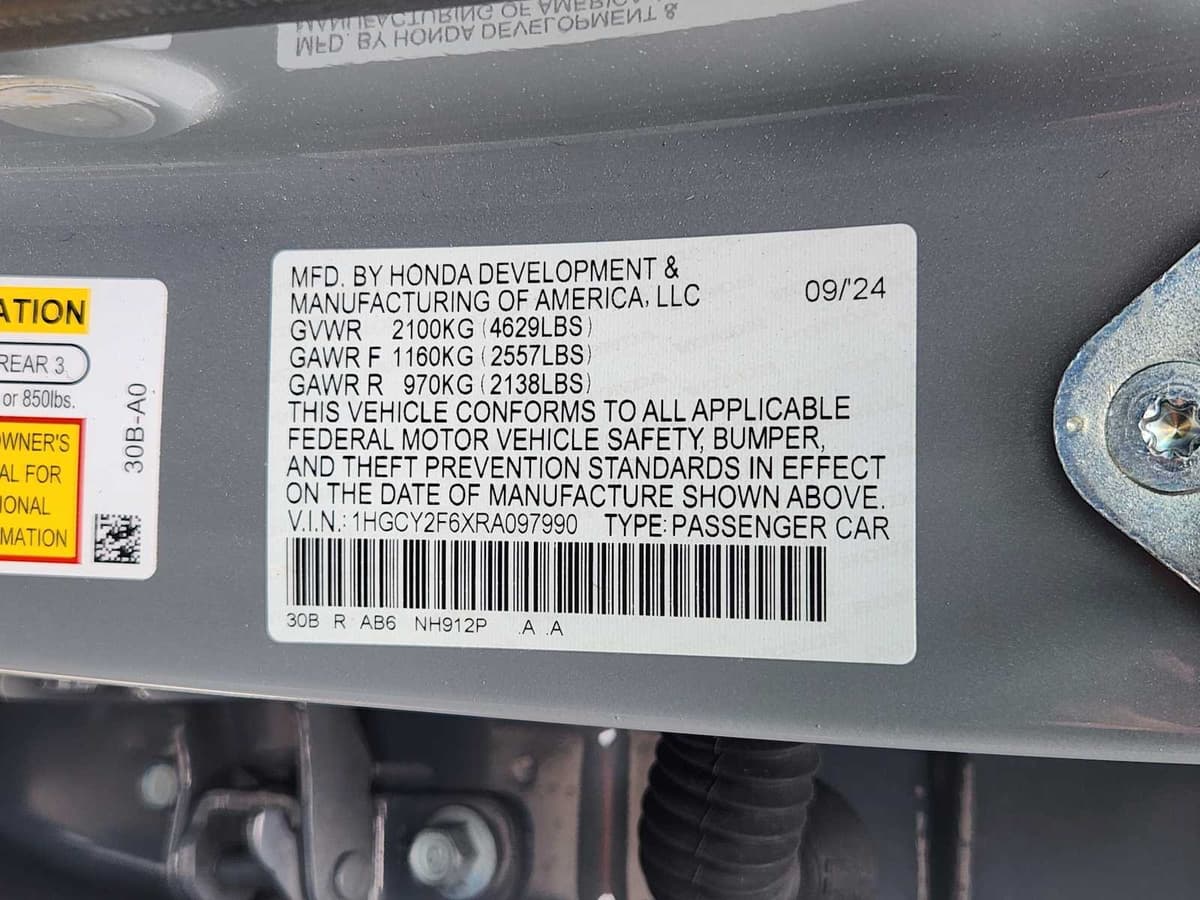 MANUFACTURING OF AMERICA
MFD. BY HONDA DEVELOPMENT &
MFD. BY HONDA DEVELOPMENT &
MANUFACTURING OF AMERICA, LLC 09/'24
GVWR 2100KG (4629LBS)
GAWR F 1160KG (2557LBS)
GAWR R 970KG (2138LBS)
THIS VEHICLE CONFORMS TO ALL APPLICABLE
FEDERAL MOTOR VEHICLE SAFETY, BUMPER,
AND THEFT PREVENTION STANDARDS IN EFFECT
ON THE DATE OF MANUFACTURE SHOWN ABOVE.
V.I.N.: 1HGCY2F6XRA097990 TYPE: PASSENGER CAR
30B R AB6 NH912P .A .A
ATION
REAR 3
or 850lbs.
OWNER'S
AL FOR
IONAL
MATION
30B-A0